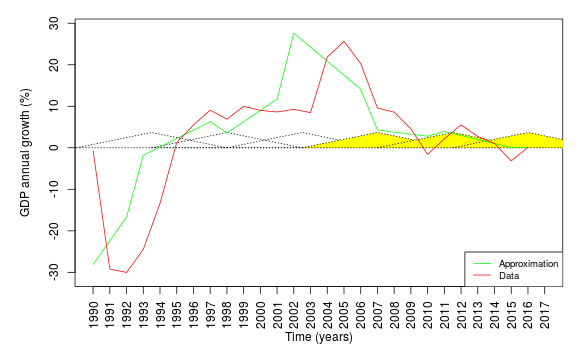 GDP annual growth (%)
30
20
10
0
-10
-20
-30
Approximation
Data
1990 1991 1992 1993 1994 1995 1996 1997 1998 1999 2000 2001 2002 2003 2004 2005 2006 2007 2008 2009 2010 2011 2012 2013 2014 2015 2016 2017
Time (years)